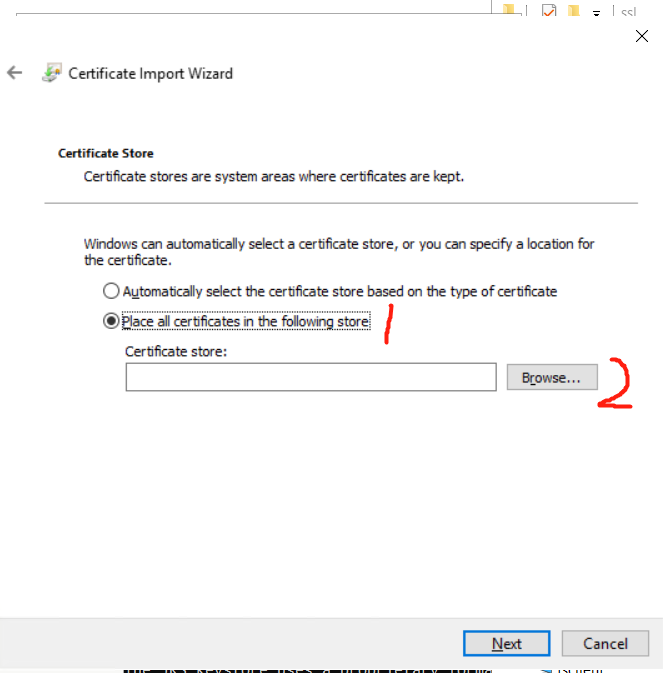 ssl
Certificate Import Wizard
Certificate Store
Certificate stores are system areas where certificates are kept.
Windows can automatically select a certificate store, or you can specify a location for
the certificate.
Automatically select the certificate store based on the type of certificate
Place all certificates in the following store
1
Certificate store:
Browse...
2
Next
Cancel